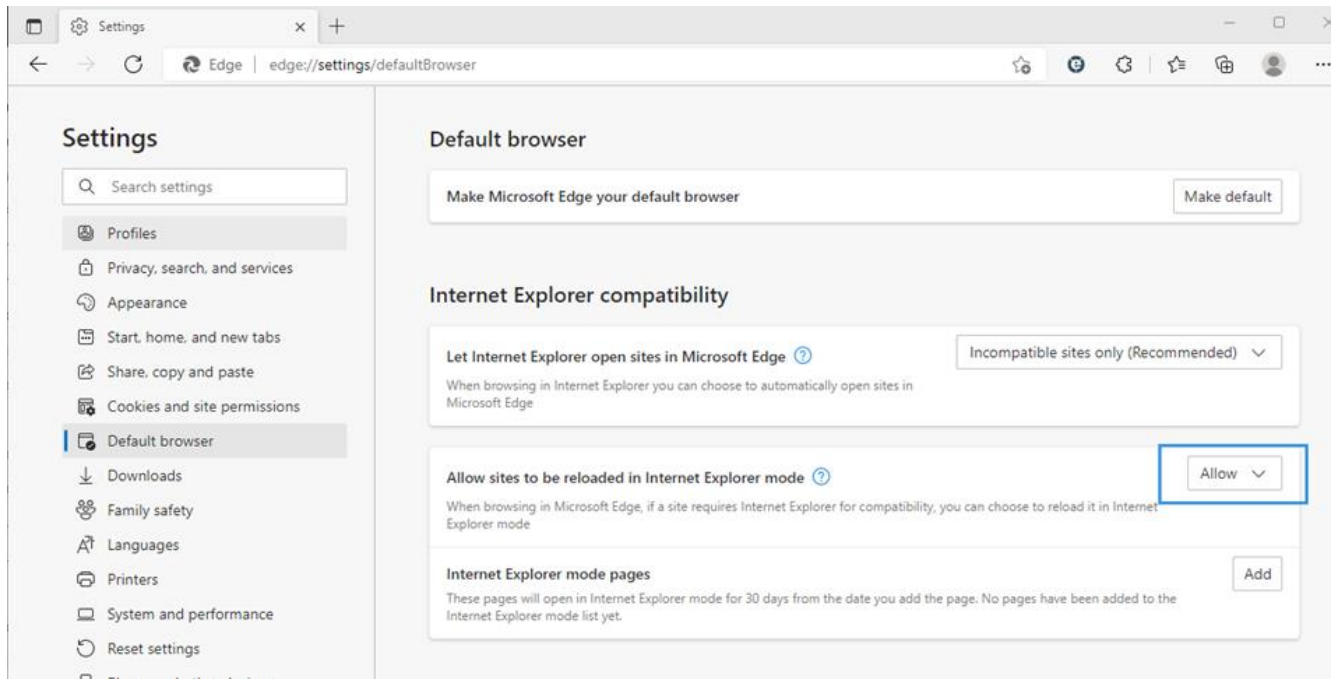 Settings
Edge | edge://settings/defaultBrowser
Settings
Search settings
Profiles
Privacy, search, and services
Appearance
Start, home, and new tabs
Share, copy and paste
Cookies and site permissions
Default browser
Downloads
Family safety
Languages
Printers
System and performance
Reset settings
Default browser
Make Microsoft Edge your default browser
Make default
Internet Explorer compatibility
Let Internet Explorer open sites in Microsoft Edge
Incompatible sites only (Recommended)
When browsing in Internet Explorer you can choose to automatically open sites in
Microsoft Edge
Allow sites to be reloaded in Internet Explorer mode
Allow
When browsing in Microsoft Edge, if a site requires Internet Explorer for compatibility, you can choose to reload it in Internet
Explorer mode
Internet Explorer mode pages
Add
These pages will open in Internet Explorer mode for 30 days from the date you add the page. No pages have been added to the
Internet Explorer mode list yet.